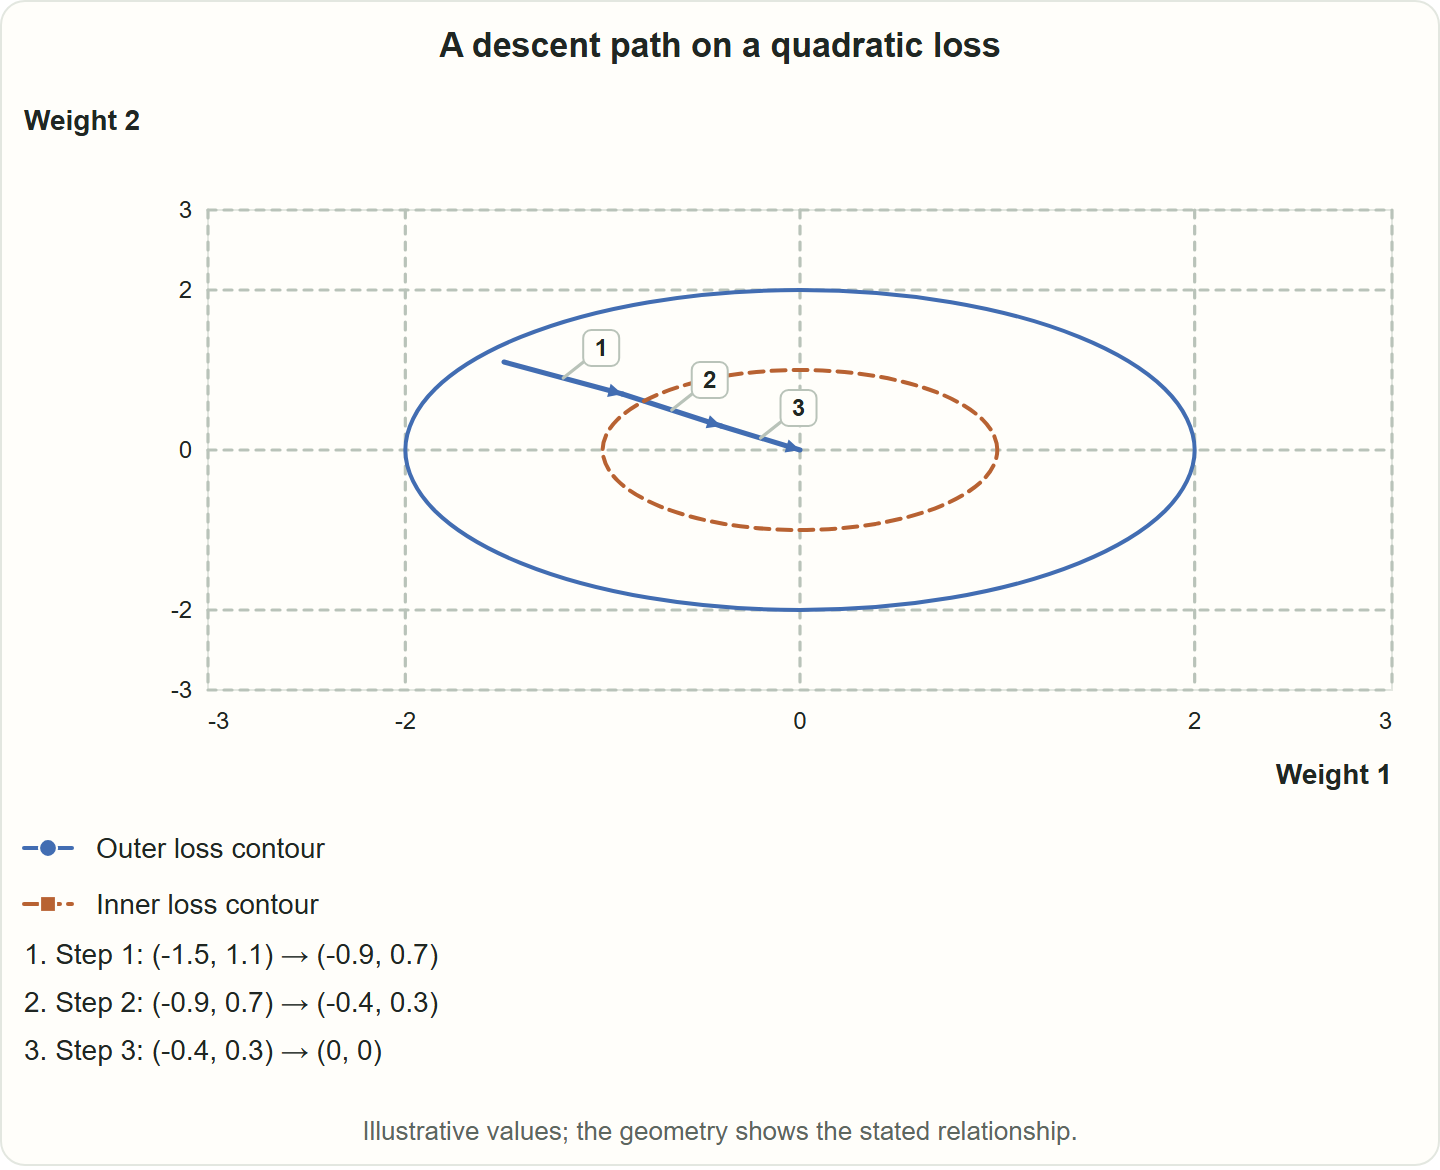 A descent path on a quadratic loss
Weight 2
3
2
1
2
3
0
-2
-3
-3 -2 0 2 3
Weight 1
Outer loss contour
Inner loss contour
1. Step 1: (-1.5, 1.1) → (-0.9, 0.7)
2. Step 2: (-0.9, 0.7) → (-0.4, 0.3)
3. Step 3: (-0.4, 0.3) → (0, 0)
Illustrative values; the geometry shows the stated relationship.